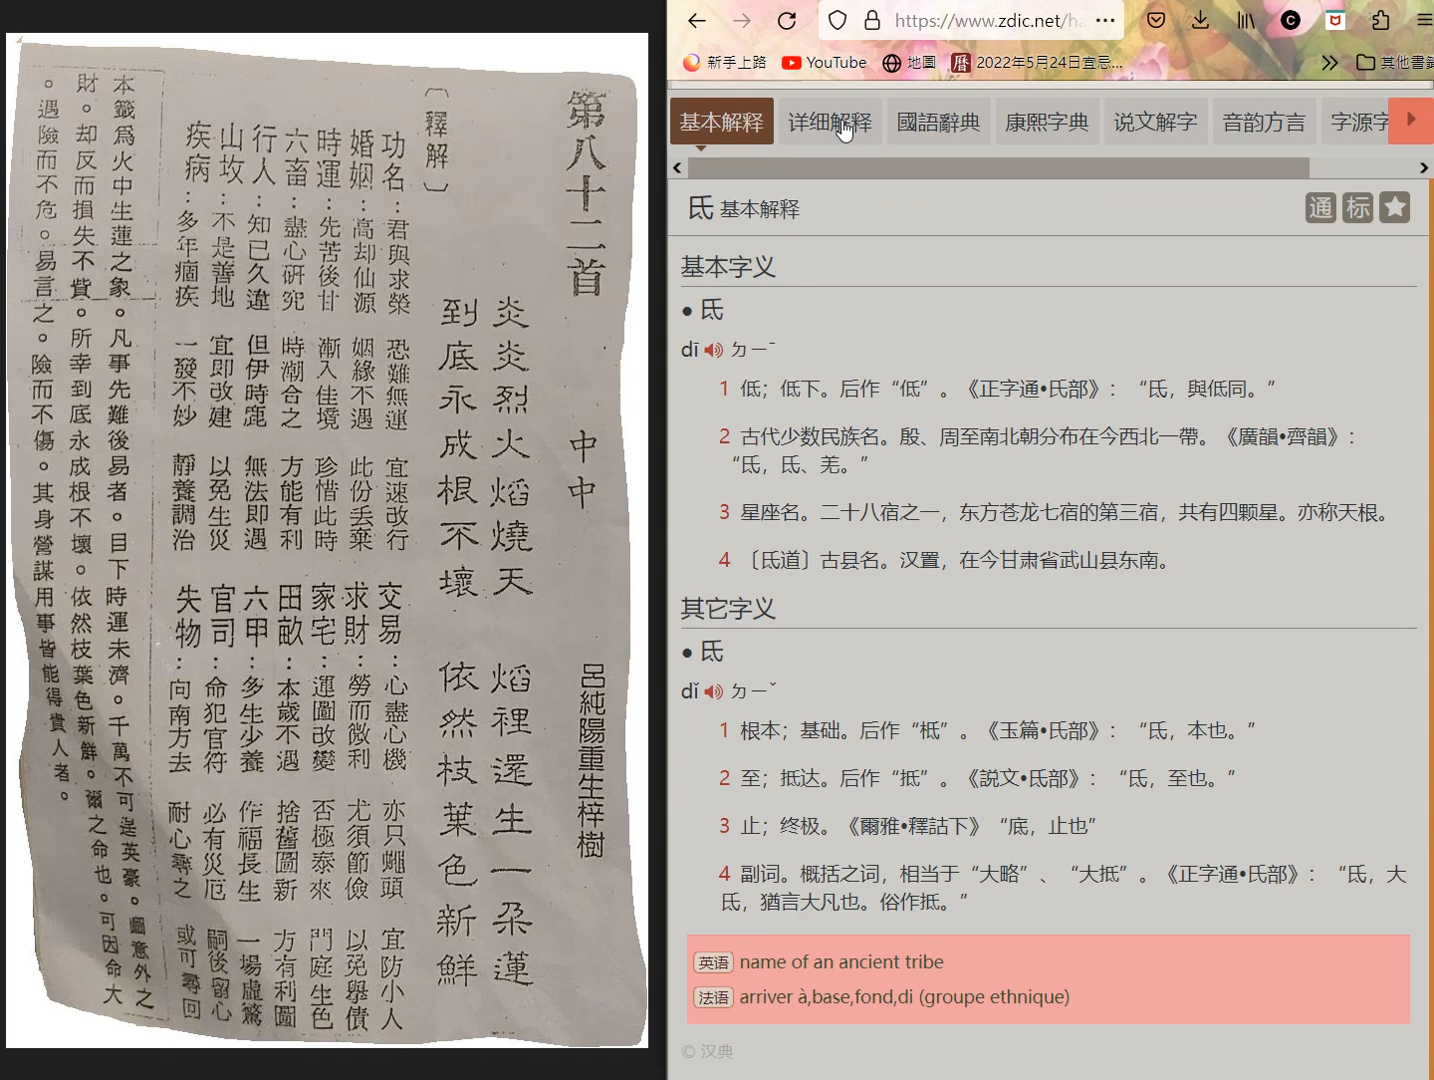 第八十二首 中中 呂純陽重生梓樹
炎炎烈火焰燒天 焰裡還生一朵蓮
到底永成根不壞 依然枝葉色新鮮
〔釋解〕
功名：君與求榮 恐難無運 宜速改行 交易：心盡心機 亦只蠅頭 宜防小人
婚姻：高却仙源 姻緣不遇 此份丢棄 求財：勞而微利 尤須節儉 以免舉債
時運：先苦後甘 漸入佳境 珍惜此時 家宅：運圖改變 否極泰來 門庭生色
六畜：盡心研究 時潮合之 方能有利 田畝：本歲不遇 捨舊圖新 方有利圖
行人：知已久違 但伊時鹿 無法即遇 六甲：多生少養 作福長生 一場虛驚
山坟：不是善地 宜即改建 以免生災 官司：命犯官符 必有災厄 嗣後留心
疾病：多年痼疾 一發不妙 靜養調治 失物：向南方去 耐心尋之 或可尋回
本籤爲火中生蓮之象。凡事先難後易者。目下時運未濟。千萬不可逞英豪。圖意外之
財。却反而損失不貲。所幸到底永成根不壞。依然枝葉色新鮮。爾之命也。可因命大
。遇險而不危。易言之。險而不傷。其身營謀用事皆能得貴人者。
https://www.zdic.net/ha
新手上路 YouTube 地圖 2022年5月24日宜忌... 其他書籤
基本解释 详细解释 國語辭典 康熙字典 说文解字 音韵方言 字源字
氐 基本解释 通 标
基本字义
● 氐
dī ㄉㄧˉ
1 低；低下。后作“低”。《正字通•氏部》：“氐，與低同。”
2 古代少数民族名。殷、周至南北朝分布在今西北一帶。《廣韻•齊韻》：
“氐，氐、羌。”
3 星座名。二十八宿之一，东方苍龙七宿的第三宿，共有四颗星。亦称天根。
4 〔氐道〕古县名。汉置，在今甘肃省武山县东南。
其它字义
● 氐
dǐ ㄉㄧˇ
1 根本；基础。后作“柢”。《玉篇•氏部》：“氐，本也。”
2 至；抵达。后作“抵”。《説文•氐部》：“氐，至也。”
3 止；终极。《爾雅•釋詁下》“底，止也”
4 副词。概括之词，相当于“大略”、“大抵”。《正字通•氏部》：“氐，大
氐，猶言大凡也。俗作抵。”
英语 name of an ancient tribe
法语 arriver à,base,fond,di (groupe ethnique)
© 汉典